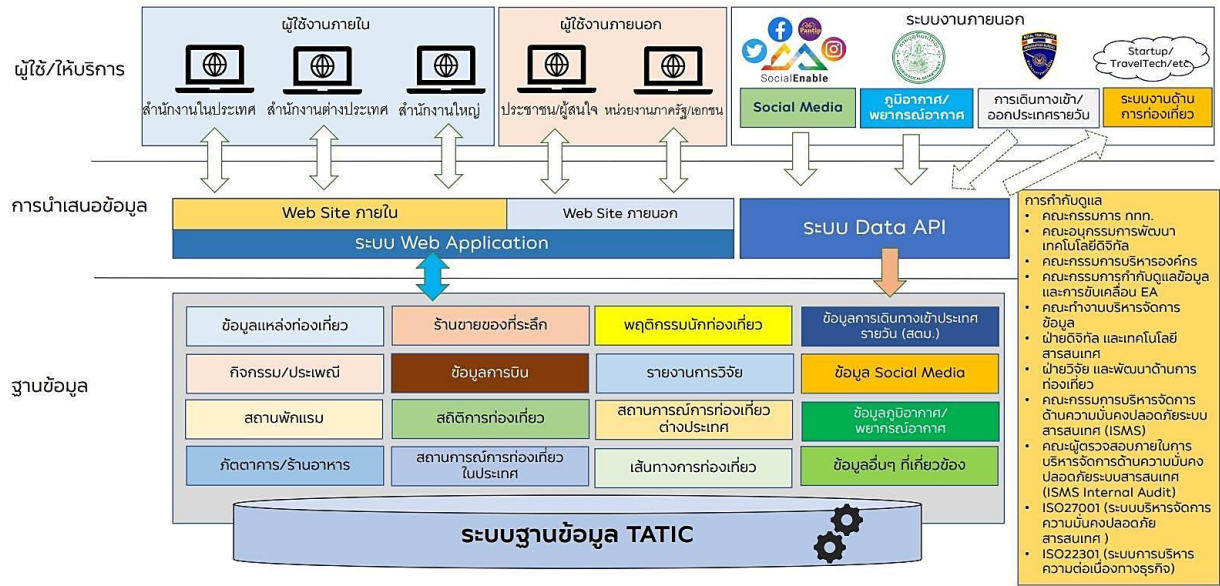 ผู้ใช้/ให้บริการ
ผู้ใช้งานภายใน
สำนักงานในประเทศ
สำนักงานต่างประเทศ
สำนักงานใหญ่
ผู้ใช้งานภายนอก
ประชาชน/ผู้สนใจ
หน่วยงานภาครัฐ/เอกชน
ระบบงานภายนอก
Pantip
SocialEnable
Startup/
TravelTech/etc
Social Media
ภูมิอากาศ/
พยากรณ์อากาศ
การเดินทางเข้า/
ออกประเทศรายวัน
ระบบงานด้าน
การท่องเที่ยว
การนำเสนอข้อมูล
Web Site ภายใน
Web Site ภายนอก
ระบบ Web Application
ระบบ Data API
ฐานข้อมูล
ข้อมูลแหล่งท่องเที่ยว
ร้านขายของที่ระลึก
พฤติกรรมนักท่องเที่ยว
ข้อมูลการเดินทางเข้าประเทศ
รายวัน (สตม.)
กิจกรรม/ประเพณี
ข้อมูลการบิน
รายงานการวิจัย
ข้อมูล Social Media
สถานพักแรม
สถิติการท่องเที่ยว
สถานการณ์การท่องเที่ยว
ต่างประเทศ
ข้อมูลภูมิอากาศ/
พยากรณ์อากาศ
ภัตตาคาร/ร้านอาหาร
สถานการณ์การท่องเที่ยว
ในประเทศ
เส้นทางการท่องเที่ยว
ข้อมูลอื่นๆ ที่เกี่ยวข้อง
ระบบฐานข้อมูล TATIC
การกำกับดูแล
• คณะกรรมการ ททท.
• คณะอนุกรรมการพัฒนา
เทคโนโลยีดิจิทัล
• คณะกรรมการบริหารองค์กร
• คณะกรรมการกำกับดูแลข้อมูล
และการขับเคลื่อน EA
• คณะทำงานบริหารจัดการ
ข้อมูล
• ฝ่ายดิจิทัล และเทคโนโลยี
สารสนเทศ
• ฝ่ายวิจัย และพัฒนาด้านการ
ท่องเที่ยว
• คณะกรรมการบริหารจัดการ
ด้านความมั่นคงปลอดภัยระบบ
สารสนเทศ (ISMS)
• คณะผู้ตรวจสอบภายในการ
บริหารจัดการด้านความมั่นคง
ปลอดภัยระบบสารสนเทศ
(ISMS Internal Audit)
• ISO27001 (ระบบบริหารจัดการ
ความมั่นคงปลอดภัย
สารสนเทศ )
• ISO22301 (ระบบการบริหาร
ความต่อเนื่องทางธุรกิจ)